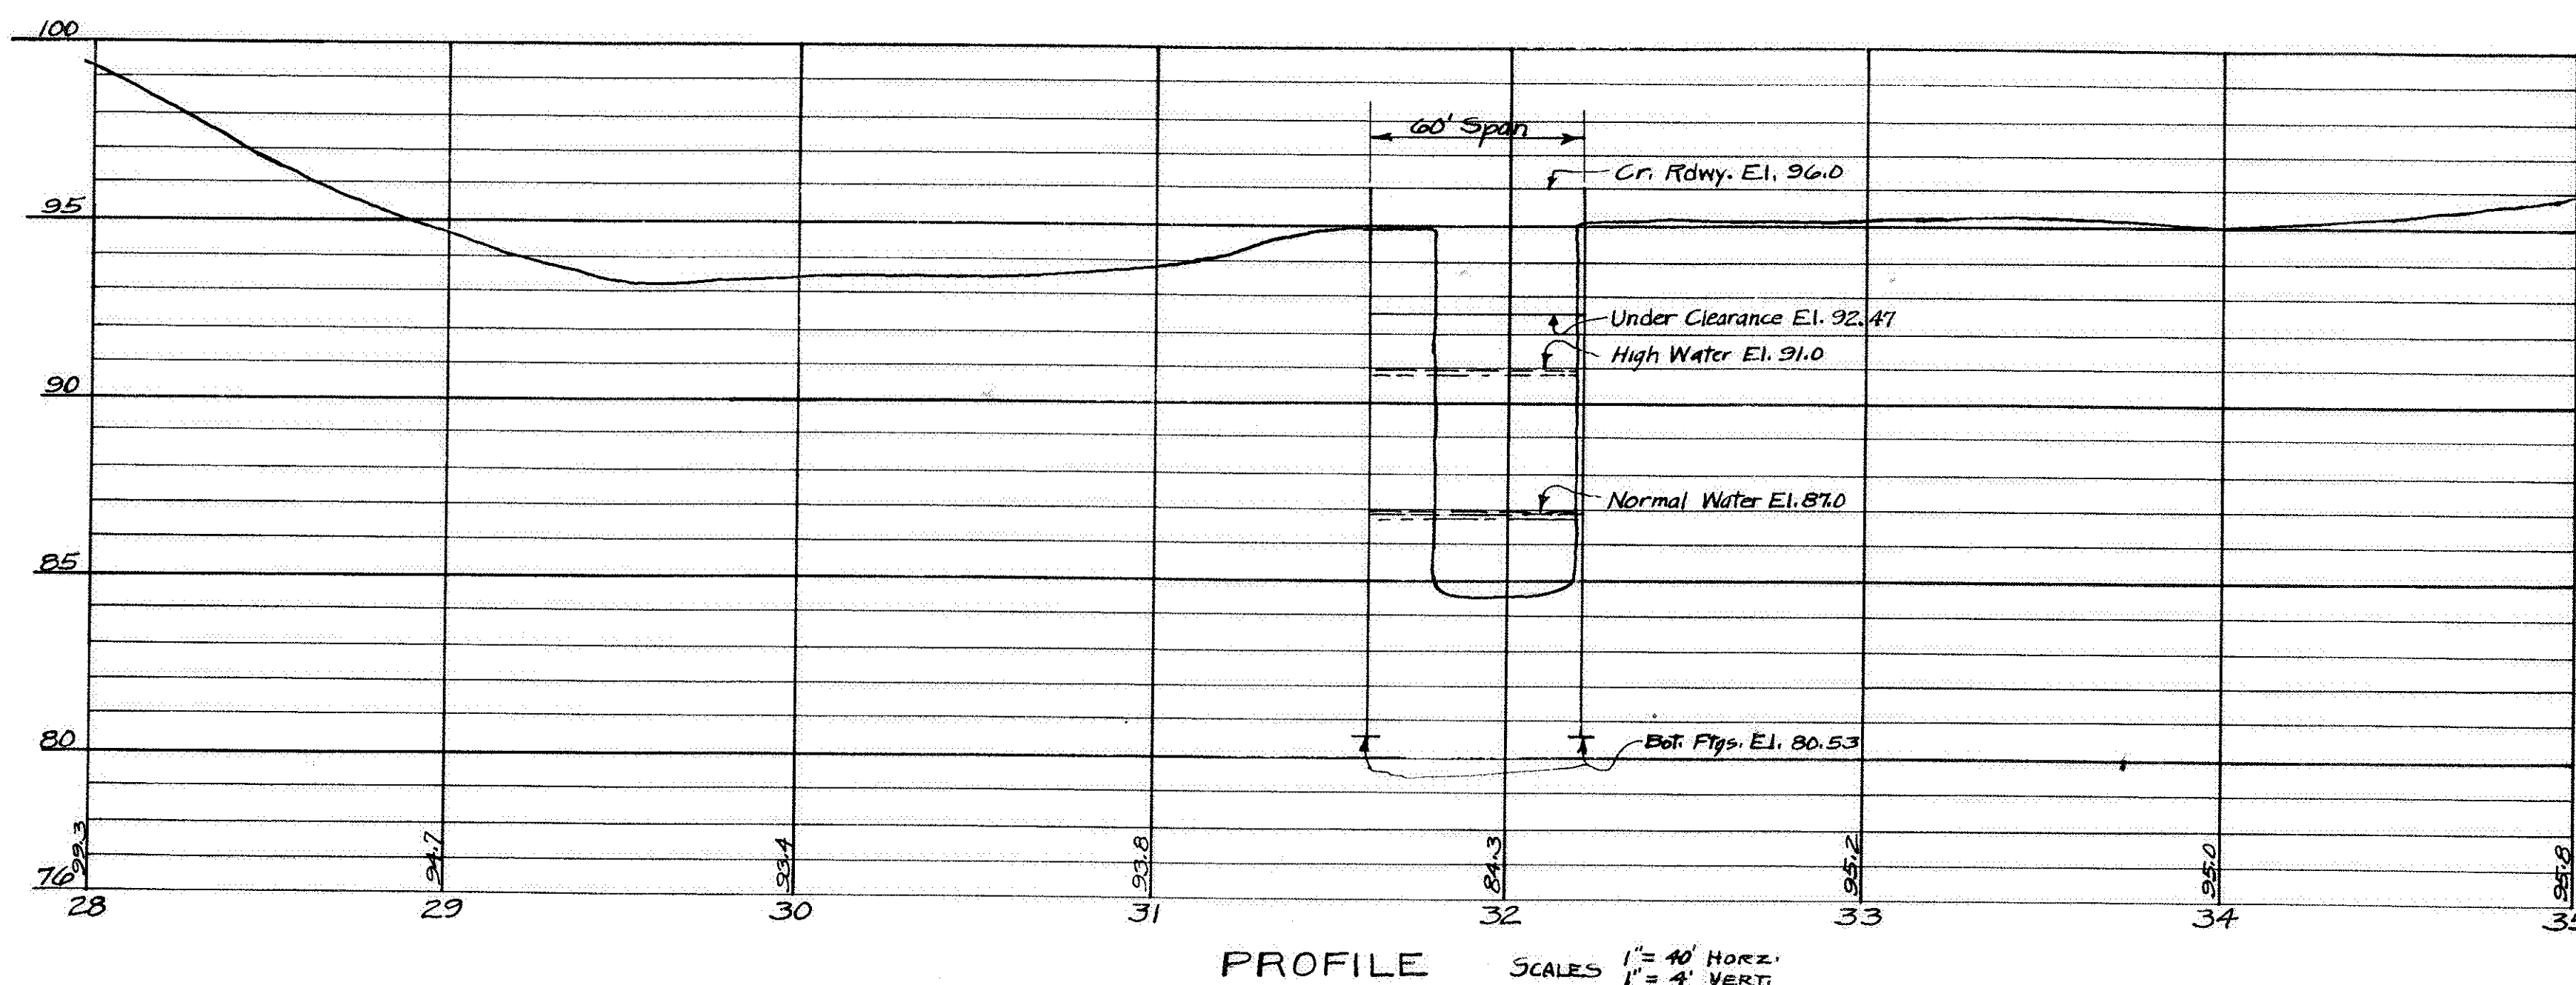 100
60' Span
Cr. Rdwy. El. 96.0
95
Under Clearance El. 92.47
High Water El. 91.0
90
Normal Water El. 87.0
85
80
Bot. Ftgs. El. 80.53
99.3
94.7
93.4
93.8
84.3
95.2
95.0
95.8
76
28
29
30
31
32
33
34
35
PROFILE
SCALES
1" = 40' HORZ.
1" = 4' VERT.